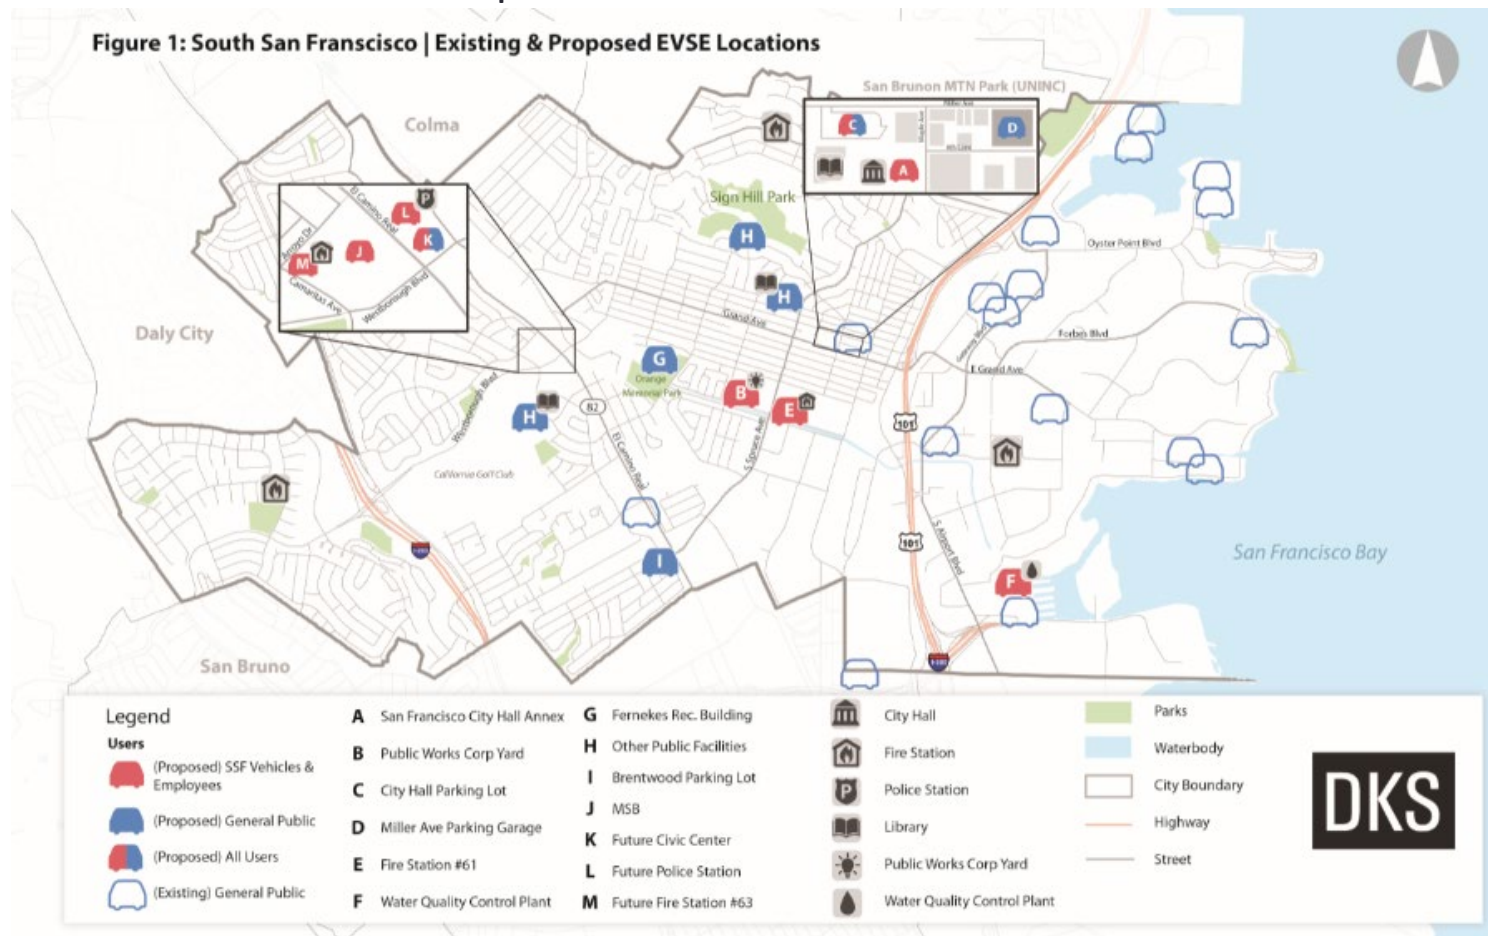 Figure 1: South San Franscisco | Existing & Proposed EVSE Locations
San Brunon MTN Park (UNINC)
Colma
Miller Ave
C
D
A
P
El Camino Real
L
K
J
M
Arroyo Dr
Camaritas Ave
Westborough Blvd
Sign Hill Park
H
Oyster Point Blvd
H
Daly City
Grand Ave
Forbes Blvd
Gateway Blvd
E Grand Ave
G
Orange
Memorial Park
B
E
Westborough Blvd
H
82
101
S Spruce Ave
El Camino Real
California Golf Club
I
101
S Airport Blvd
San Francisco Bay
F
San Bruno
Legend
Users
(Proposed) SSF Vehicles &
Employees
(Proposed) General Public
(Proposed) All Users
(Existing) General Public
A San Francisco City Hall Annex
B Public Works Corp Yard
C City Hall Parking Lot
D Miller Ave Parking Garage
E Fire Station #61
F Water Quality Control Plant
G Fernekes Rec. Building
H Other Public Facilities
I Brentwood Parking Lot
J MSB
K Future Civic Center
L Future Police Station
M Future Fire Station #63
City Hall
Fire Station
P Police Station
Library
Public Works Corp Yard
Water Quality Control Plant
Parks
Waterbody
City Boundary
Highway
Street
DKS